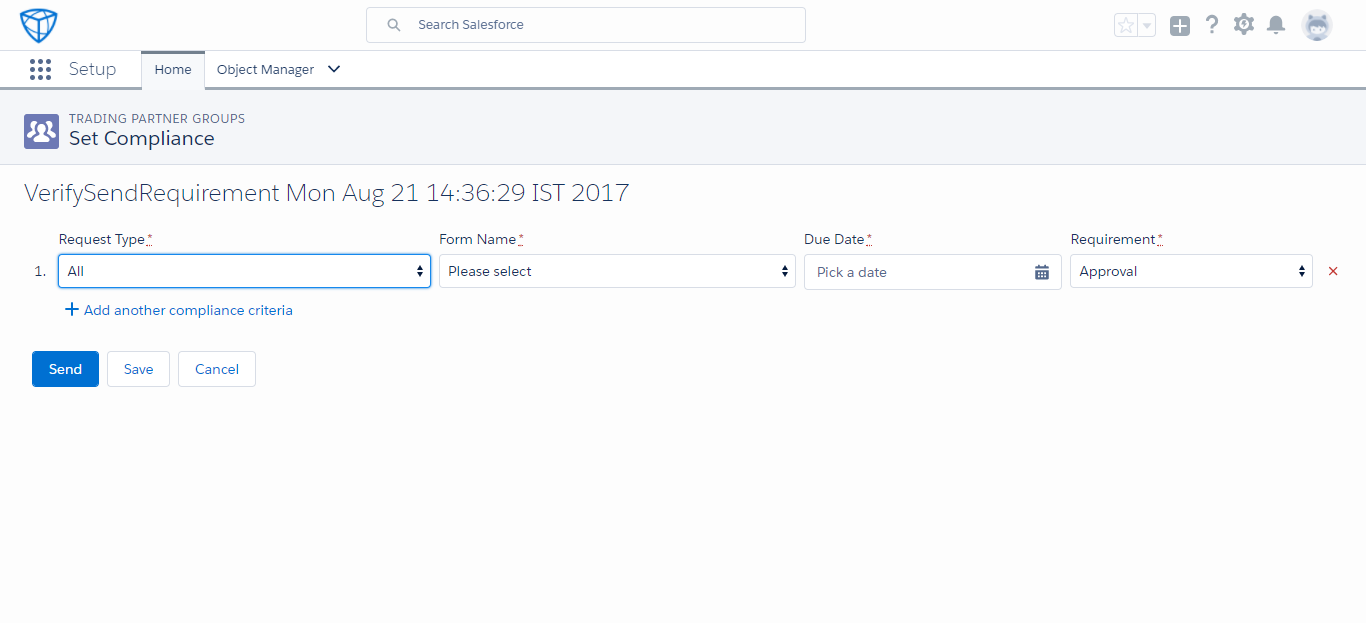 Search Salesforce
Setup Home Object Manager
TRADING PARTNER GROUPS
Set Compliance
VerifySendRequirement Mon Aug 21 14:36:29 IST 2017
Request Type* Form Name* Due Date* Requirement*
1. All Please select Pick a date Approval
Add another compliance criteria
Send Save Cancel